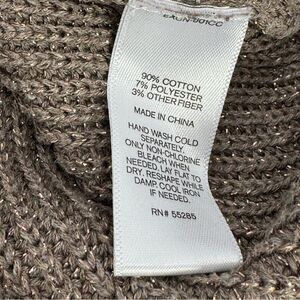 90% COTTON
7% POLYESTER
3% OTHER FIBER
MADE IN CHINA
HAND WASH COLD
SEPARATELY.
ONLY NON-CHLORINE
BLEACH WHEN
NEEDED. LAY FLAT TO
DRY. RESHAPE WHILE
DAMP. COOL IRON
IF NEEDED.
RN# 55285